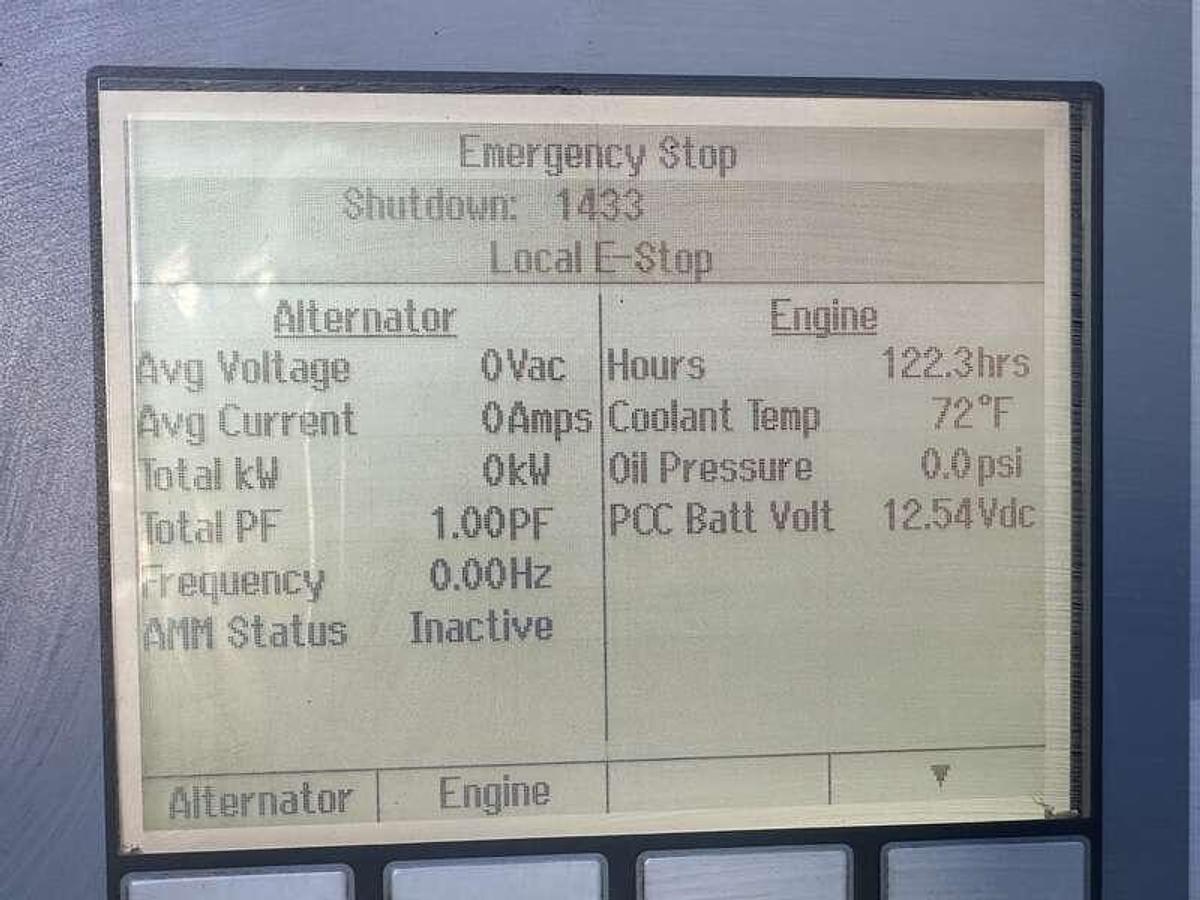 Emergency Stop
Shutdown: 1433
Local E-Stop
Alternator
Avg Voltage 0Vac
Avg Current 0Amps
Total kW 0kW
Total PF 1.00PF
Frequency 0.00Hz
AMM Status Inactive
Engine
Hours 122.3hrs
Coolant Temp 72°F
Oil Pressure 0.0psi
PCC Batt Volt 12.54Vdc
Alternator Engine ▼